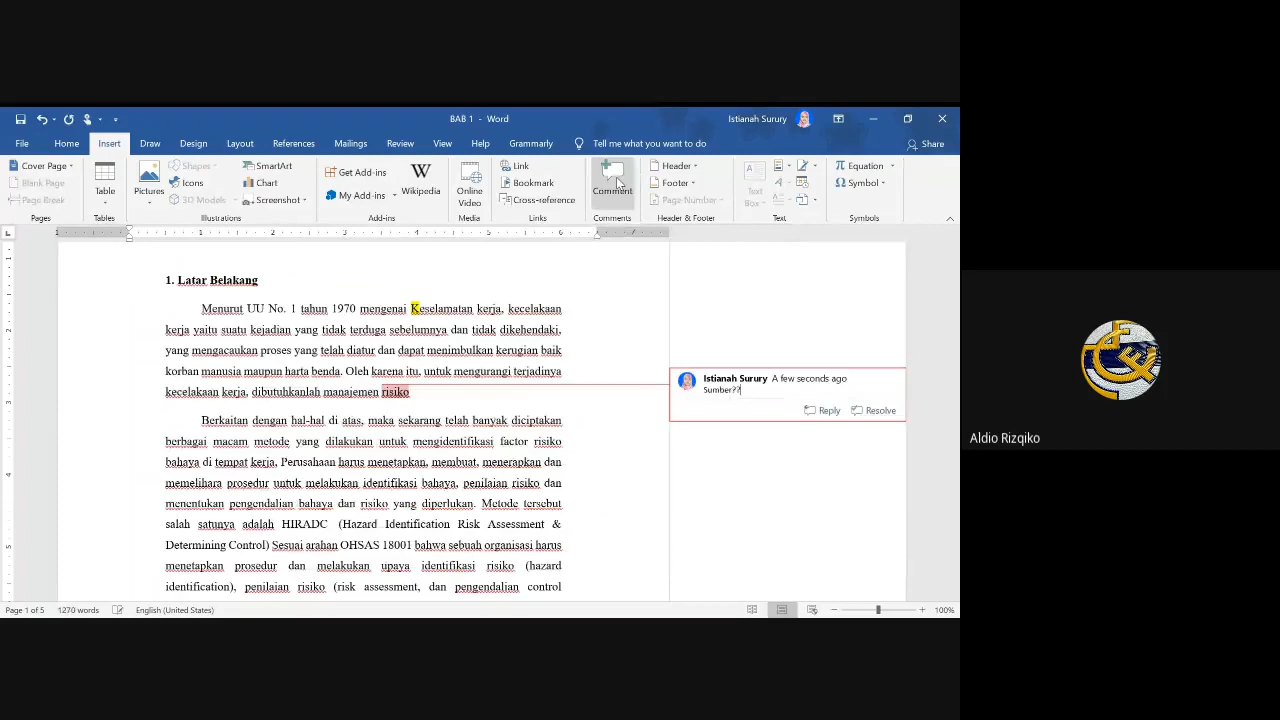 BAB 1 - Word
Istianah Surury
File Home Insert Draw Design Layout References Mailings Review View Help Grammarly Tell me what you want to do Share
Cover Page
Blank Page
Page Break
Pages
Table
Tables
Pictures
Shapes
Icons
3D Models
SmartArt
Chart
Screenshot
Illustrations
Get Add-ins
My Add-ins
Wikipedia
Add-ins
Online Video
Media
Link
Bookmark
Cross-reference
Links
Comment
Comments
Header
Footer
Page Number
Header & Footer
Text Box
Text
Equation
Symbol
Symbols
1. Latar Belakang
Menurut UU No. 1 tahun 1970 mengenai Keselamatan kerja, kecelakaan
kerja yaitu suatu kejadian yang tidak terduga sebelumnya dan tidak dikehendaki,
yang mengacaukan proses yang telah diatur dan dapat menimbulkan kerugian baik
korban manusia maupun harta benda. Oleh karena itu, untuk mengurangi terjadinya
kecelakaan kerja, dibutuhkanlah manajemen risiko
Berkaitan dengan hal-hal di atas, maka sekarang telah banyak diciptakan
berbagai macam metode yang dilakukan untuk mengidentifikasi factor risiko
bahaya di tempat kerja, Perusahaan harus menetapkan, membuat, menerapkan dan
memelihara prosedur untuk melakukan identifikasi bahaya, penilaian risiko dan
menentukan pengendalian bahaya dan risiko yang diperlukan. Metode tersebut
salah satunya adalah HIRADC (Hazard Identification Risk Assessment &
Determining Control) Sesuai arahan OHSAS 18001 bahwa sebuah organisasi harus
menetapkan prosedur dan melakukan upaya identifikasi risiko (hazard
identification), penilaian risiko (risk assessment, dan pengendalian control
Istianah Surury A few seconds ago
Sumber??
Reply Resolve
Page 1 of 5 1270 words English (United States) 100%
Aldio Rizqiko